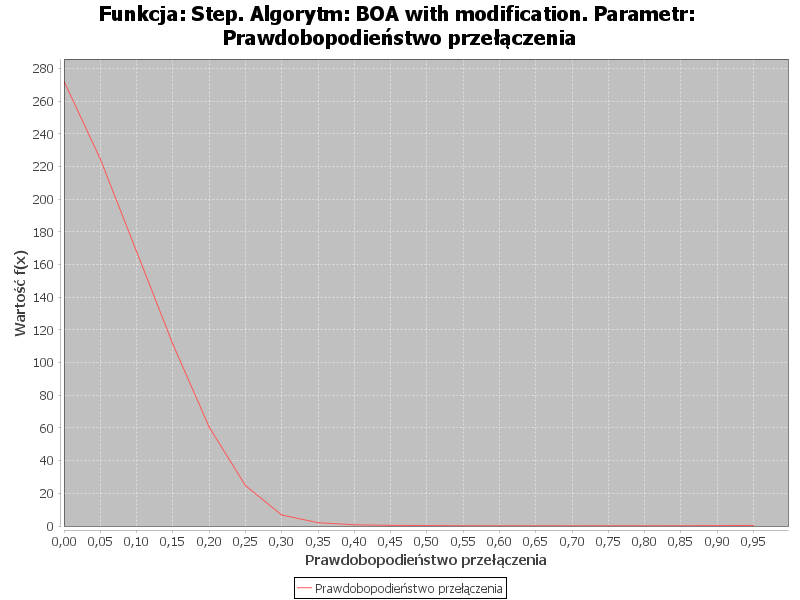 Funkcja: Step. Algorytm: BOA with modification. Parametr:
Prawdobopodieństwo przełączenia
280
260
240
220
200
180
160
140
120
100
80
60
40
20
0
Wartość f(x)
0,00 0,05 0,10 0,15 0,20 0,25 0,30 0,35 0,40 0,45 0,50 0,55 0,60 0,65 0,70 0,75 0,80 0,85 0,90 0,95
Prawdobopodieństwo przełączenia
Prawdobopodieństwo przełączenia